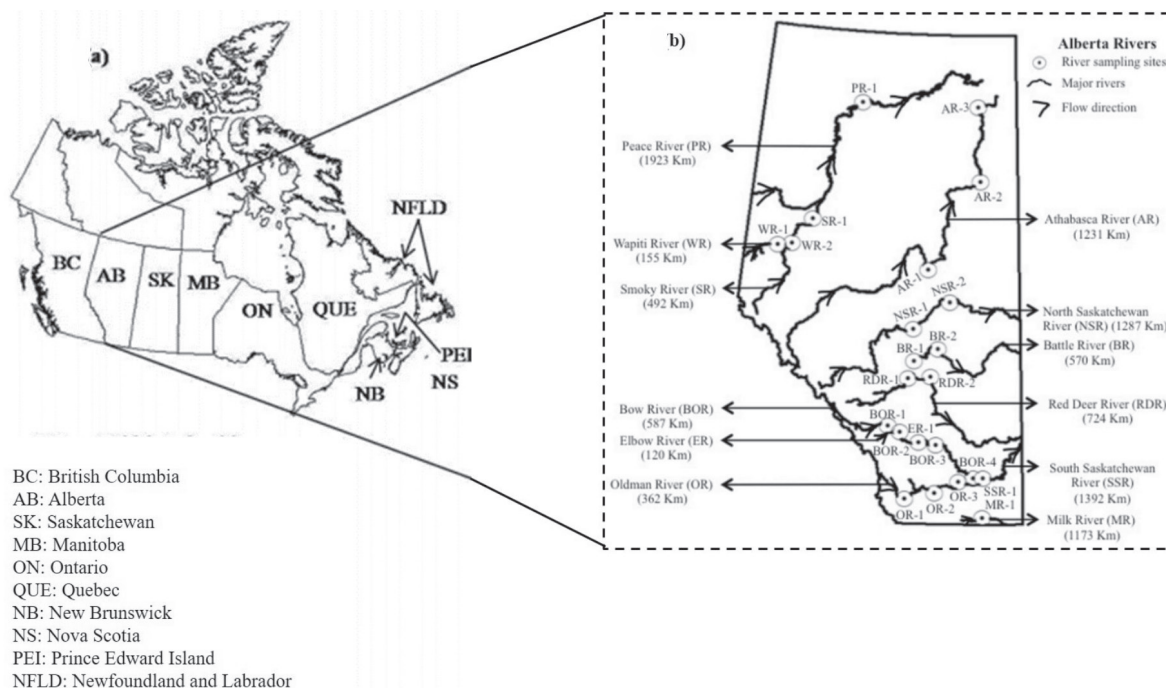 a)
NFLD
BC
AB
SK
MB
ON
QUE
PEI
NB
NS
BC: British Columbia
AB: Alberta
SK: Saskatchewan
MB: Manitoba
ON: Ontario
QUE: Quebec
NB: New Brunswick
NS: Nova Scotia
PEI: Prince Edward Island
NFLD: Newfoundland and Labrador
b)
Alberta Rivers
River sampling sites
Major rivers
Flow direction
PR-1
AR-3
Peace River (PR)
(1923 Km)
AR-2
SR-1
WR-1
WR-2
Athabasca River (AR)
(1231 Km)
Wapiti River (WR)
(155 Km)
Smoky River (SR)
(492 Km)
AR-1
NSR-2
NSR-1
North Saskatchewan
River (NSR) (1287 km)
BR-2
BR-1
Battle River (BR)
(570 Km)
RDR-1
RDR-2
Red Deer River (RDR)
(724 Km)
Bow River (BOR)
(587 Km)
BOR-1
ER-1
Elbow River (ER)
(120 Km)
BOR-2
BOR-3
BOR-4
South Saskatchewan
River (SSR)
(1392 Km)
Oldman River (OR)
(362 Km)
OR-3
SSR-1
OR-1
OR-2
MR-1
Milk River (MR)
(1173 Km)